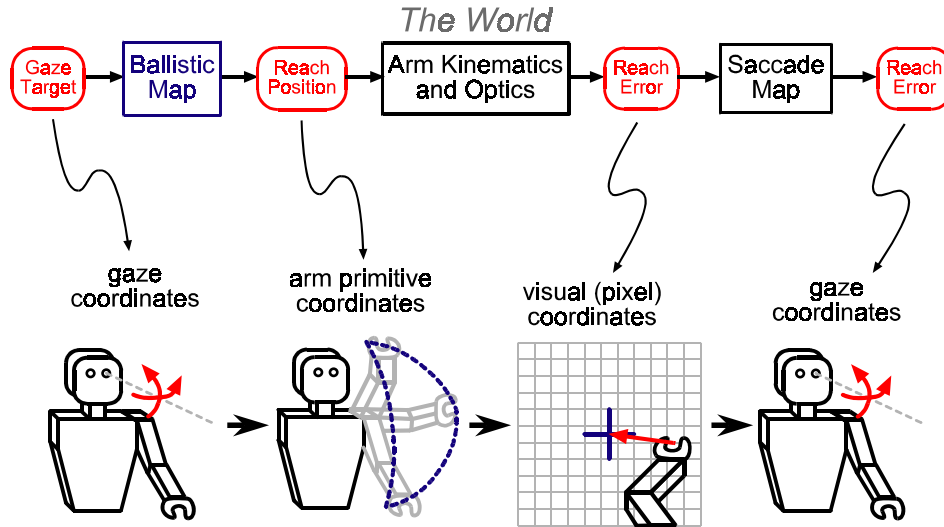 The World
Gaze
Target
Ballistic
Map
Reach
Position
Arm Kinematics
and Optics
Reach
Error
Saccade
Map
Reach
Error
gaze
coordinates
arm primitive
coordinates
visual (pixel)
coordinates
gaze
coordinates